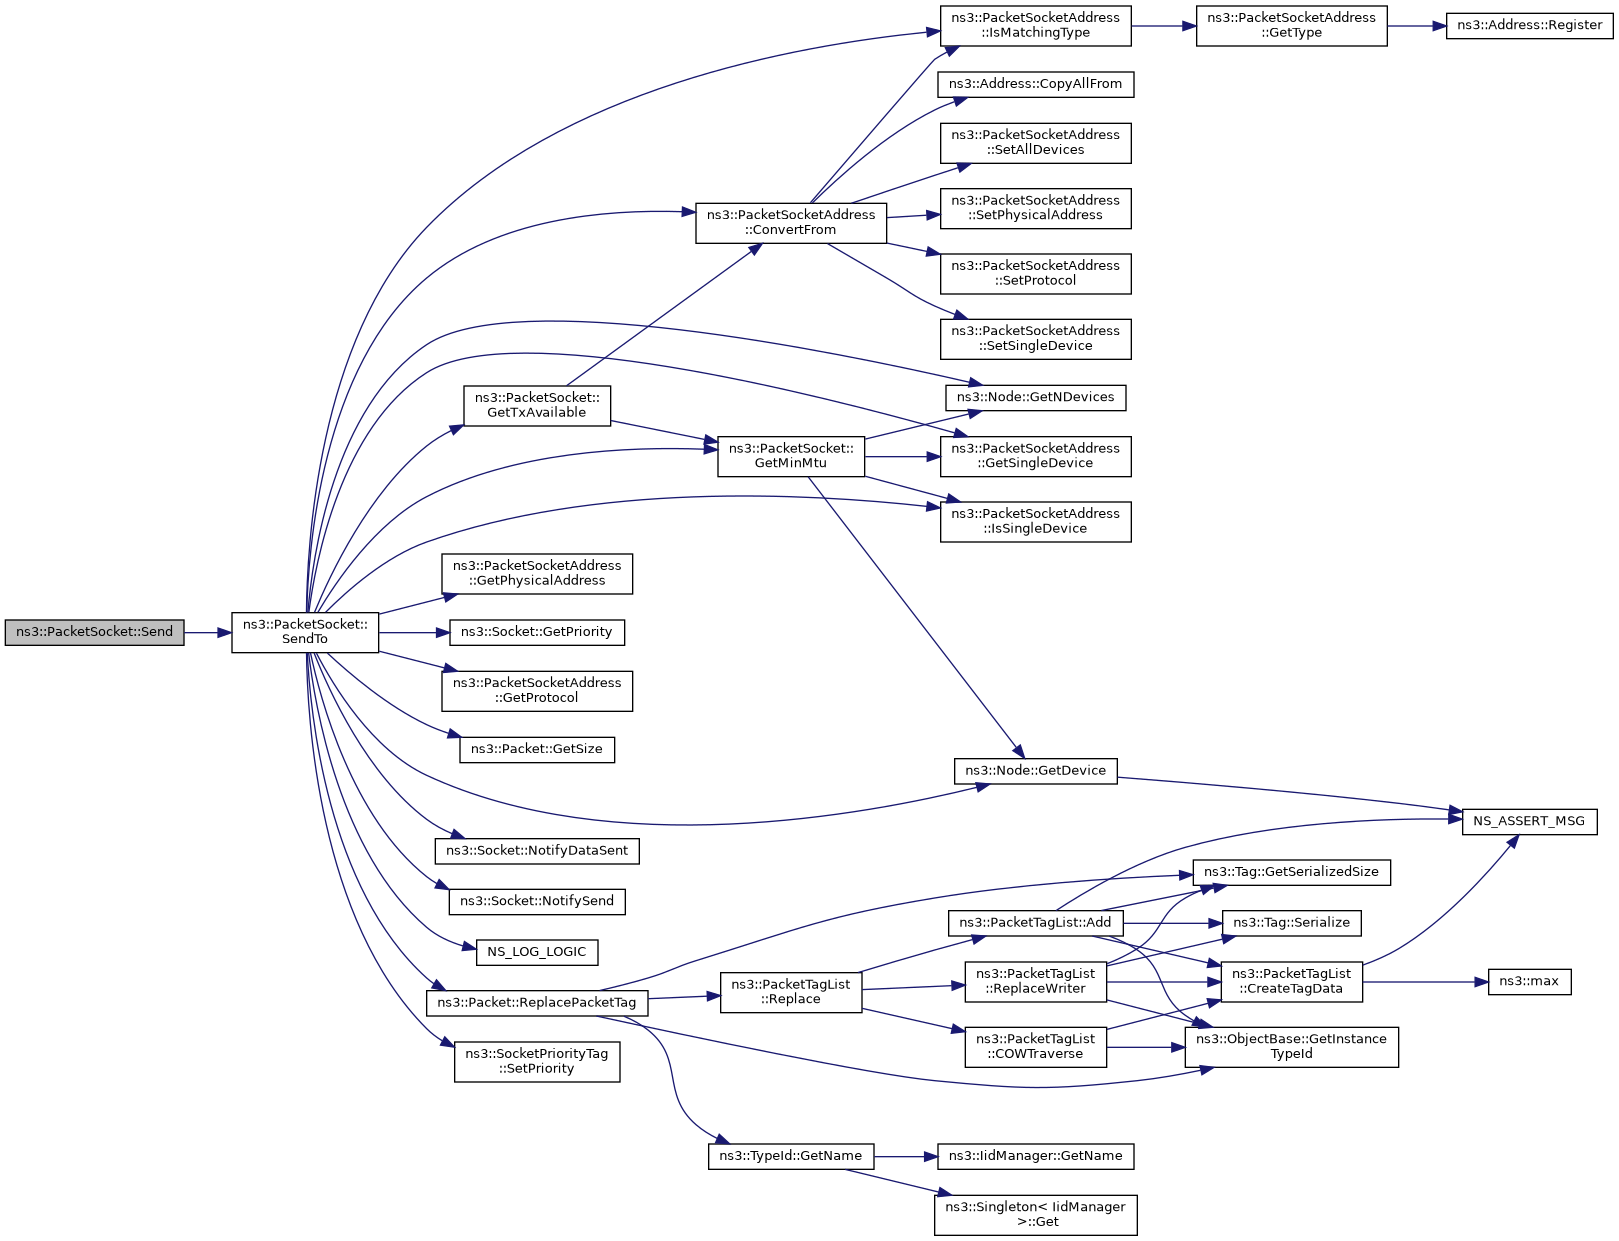 ns3::PacketSocketAddress
::IsMatchingType
ns3::PacketSocketAddress
::GetType
ns3::Address::Register
ns3::Address::CopyAllFrom
ns3::PacketSocketAddress
::SetAllDevices
ns3::PacketSocketAddress
::ConvertFrom
ns3::PacketSocketAddress
::SetPhysicalAddress
ns3::PacketSocketAddress
::SetProtocol
ns3::PacketSocketAddress
::SetSingleDevice
ns3::PacketSocket::
GetTxAvailable
ns3::Node::GetNDevices
ns3::PacketSocket::
GetMinMtu
ns3::PacketSocketAddress
::GetSingleDevice
ns3::PacketSocketAddress
::IsSingleDevice
ns3::PacketSocketAddress
::GetPhysicalAddress
ns3::PacketSocket::Send
ns3::PacketSocket::
SendTo
ns3::Socket::GetPriority
ns3::PacketSocketAddress
::GetProtocol
ns3::Packet::GetSize
ns3::Node::GetDevice
NS_ASSERT_MSG
ns3::Socket::NotifyDataSent
ns3::Tag::GetSerializedSize
ns3::Socket::NotifySend
ns3::PacketTagList::Add
ns3::Tag::Serialize
NS_LOG_LOGIC
ns3::PacketTagList
::Replace
ns3::PacketTagList
::ReplaceWriter
ns3::PacketTagList
::CreateTagData
ns3::max
ns3::Packet::ReplacePacketTag
ns3::PacketTagList
::COWTraverse
ns3::ObjectBase::GetInstance
TypeId
ns3::SocketPriorityTag
::SetPriority
ns3::TypeId::GetName
ns3::IidManager::GetName
ns3::Singleton< IidManager
>::Get